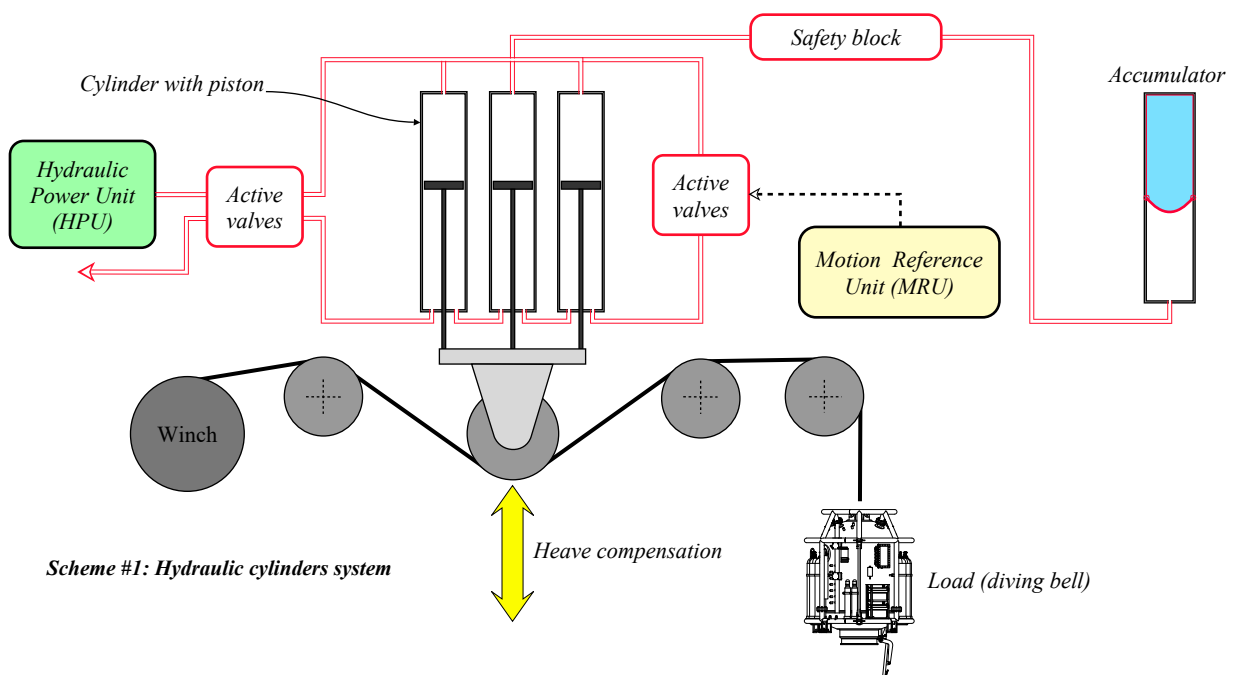 Safety block
Cylinder with piston
Accumulator
Hydraulic
Power Unit
(HPU)
Active
valves
Active
valves
Motion Reference
Unit (MRU)
Winch
Heave compensation
Scheme #1: Hydraulic cylinders system
Load (diving bell)